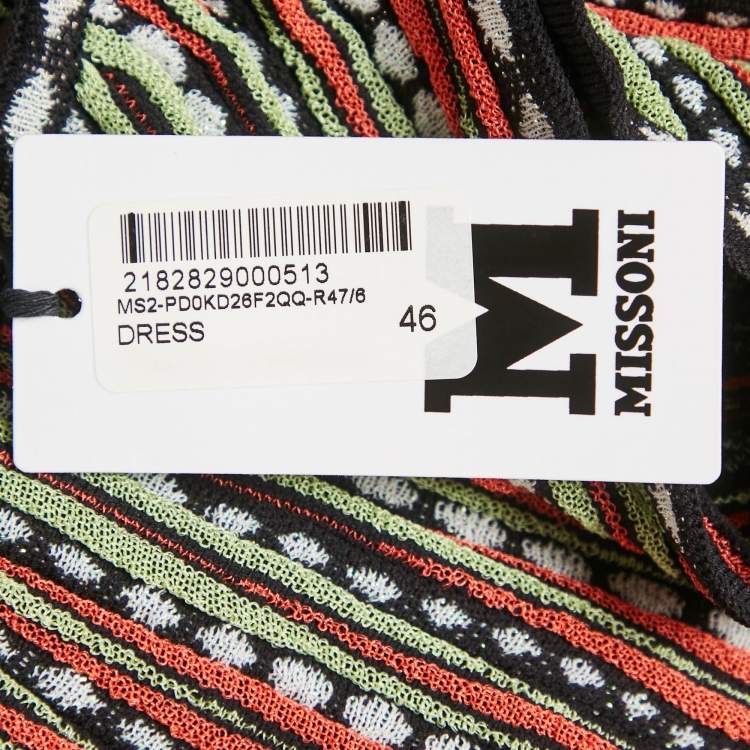 2182829000513
MS2-PD0KD26F2QQ-R47/6
DRESS 46
M
MISSONI